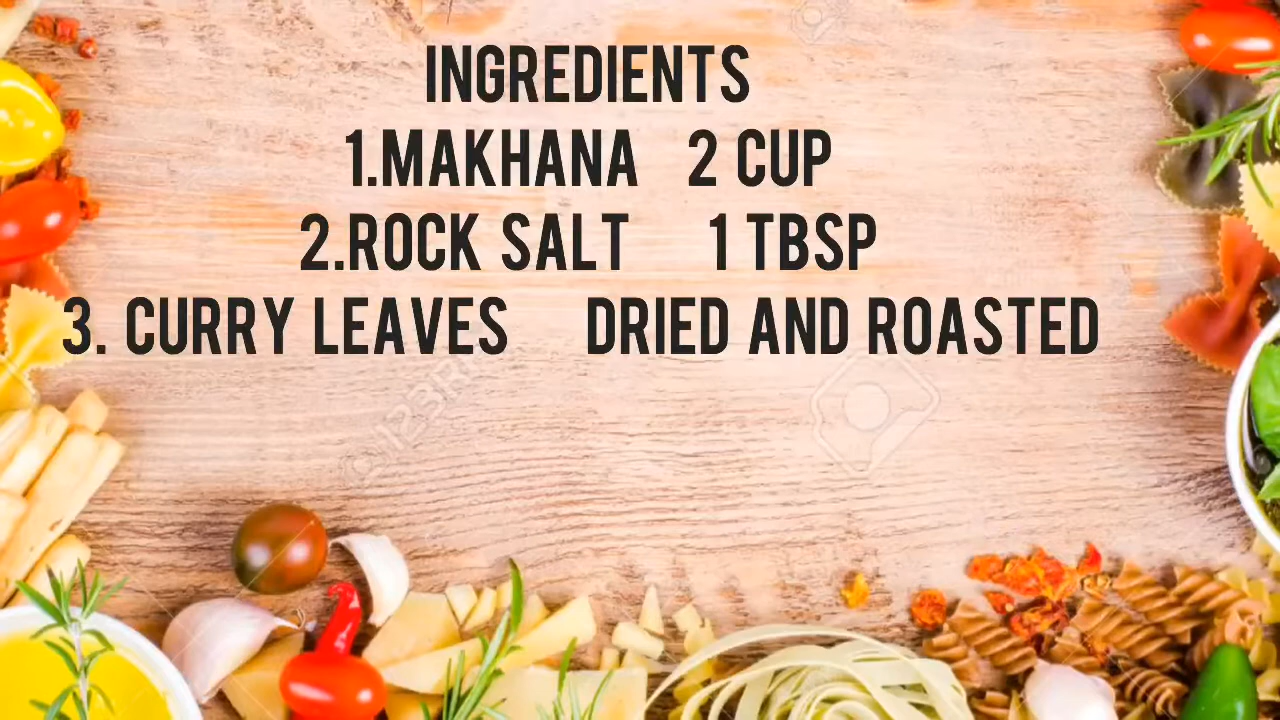 INGREDIENTS
1.MAKHANA 2 CUP
2.ROCK SALT 1 TBSP
3. CURRY LEAVES DRIED AND ROASTED